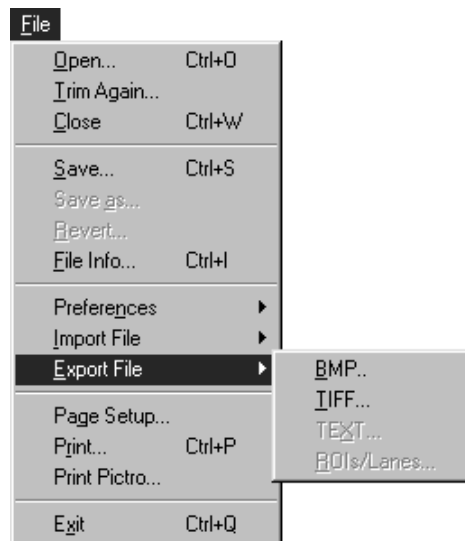 File
Open... Ctrl+O
Trim Again...
Close Ctrl+W
Save... Ctrl+S
Save as...
Revert...
File Info... Ctrl+I
Preferences
Import File
Export File
BMP..
TIFF...
TEXT...
ROIs/Lanes...
Page Setup...
Print... Ctrl+P
Print Pictro...
Exit Ctrl+Q